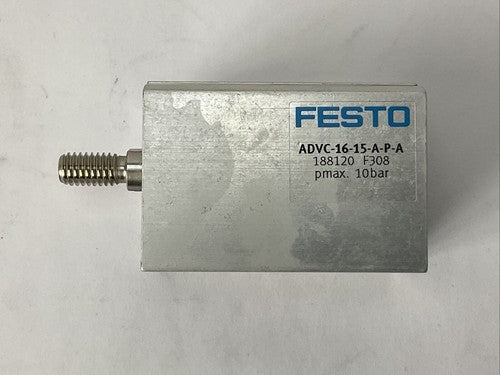 FESTO
ADVC-16-15-A-P-A
188120 F308
pmax. 10bar